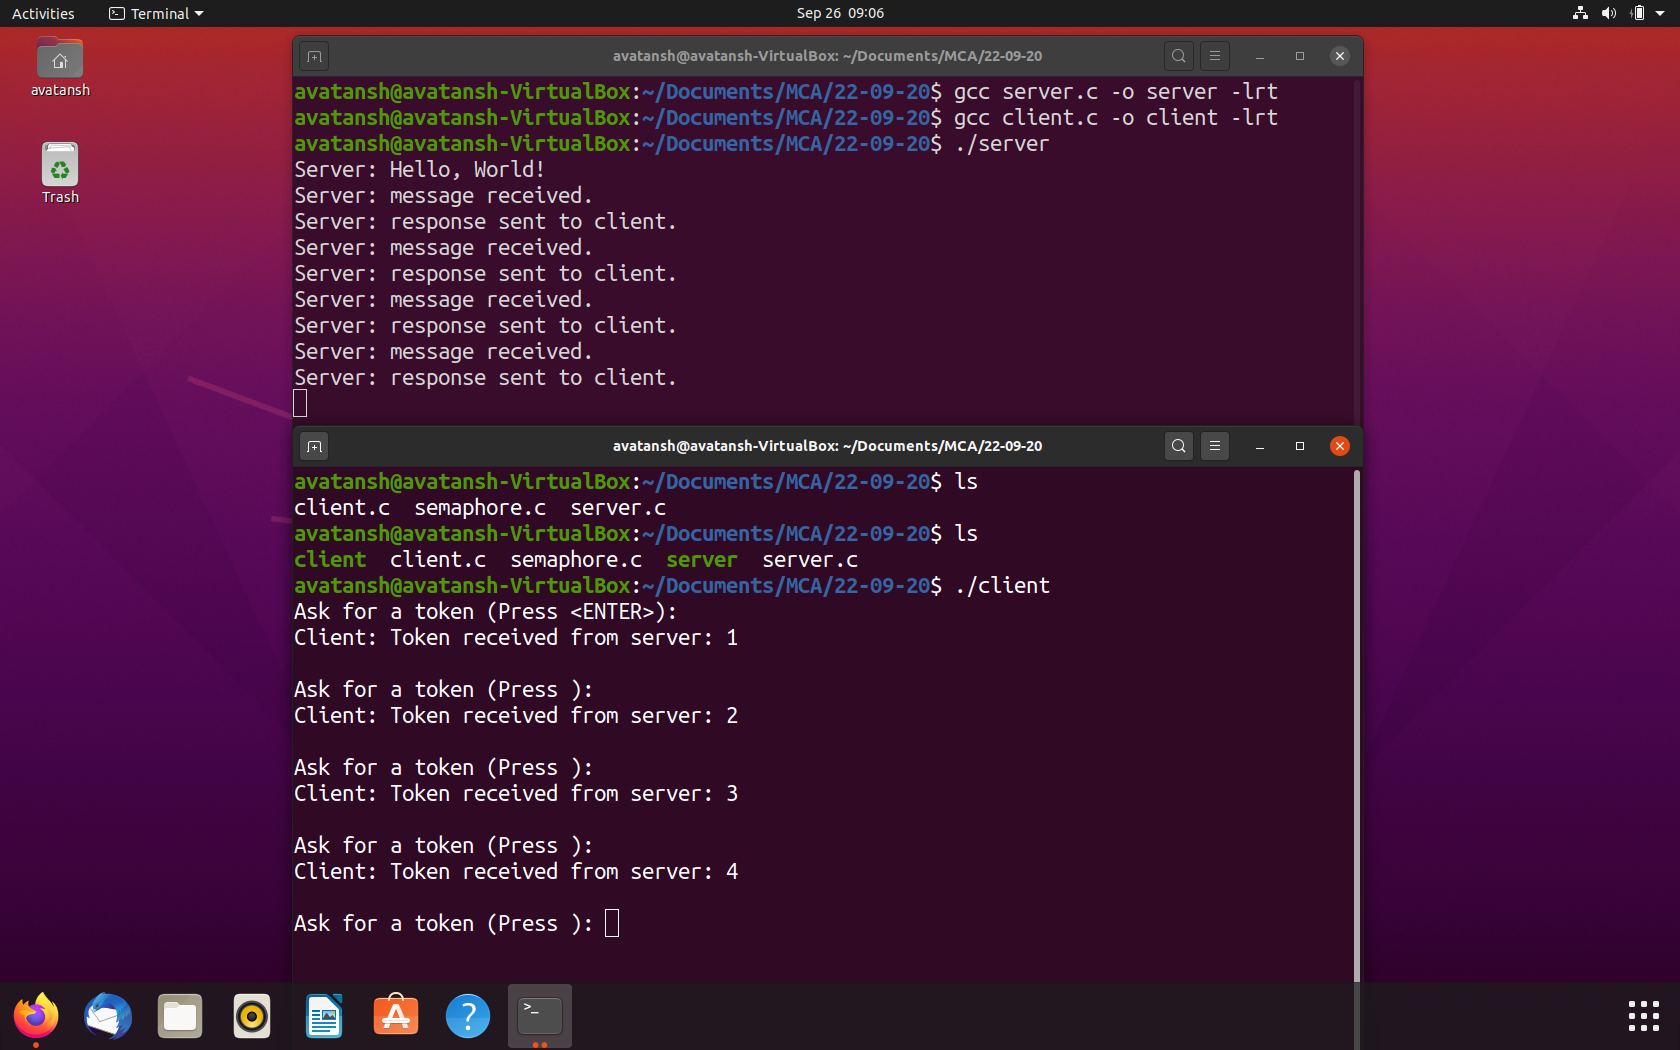 Activities
Terminal
Sep 26 09:06
avatansh
Trash
avatansh@avatansh-VirtualBox: ~/Documents/MCA/22-09-20
avatansh@avatansh-VirtualBox:~/Documents/MCA/22-09-20$ gcc server.c -o server -lrt
avatansh@avatansh-VirtualBox:~/Documents/MCA/22-09-20$ gcc client.c -o client -lrt
avatansh@avatansh-VirtualBox:~/Documents/MCA/22-09-20$ ./server
Server: Hello, World!
Server: message received.
Server: response sent to client.
Server: message received.
Server: response sent to client.
Server: message received.
Server: response sent to client.
Server: message received.
Server: response sent to client.
avatansh@avatansh-VirtualBox: ~/Documents/MCA/22-09-20
avatansh@avatansh-VirtualBox:~/Documents/MCA/22-09-20$ ls
client.c  semaphore.c  server.c
avatansh@avatansh-VirtualBox:~/Documents/MCA/22-09-20$ ls
client  client.c  semaphore.c  server  server.c
avatansh@avatansh-VirtualBox:~/Documents/MCA/22-09-20$ ./client
Ask for a token (Press <ENTER>):
Client: Token received from server: 1
Ask for a token (Press ):
Client: Token received from server: 2
Ask for a token (Press ):
Client: Token received from server: 3
Ask for a token (Press ):
Client: Token received from server: 4
Ask for a token (Press ):